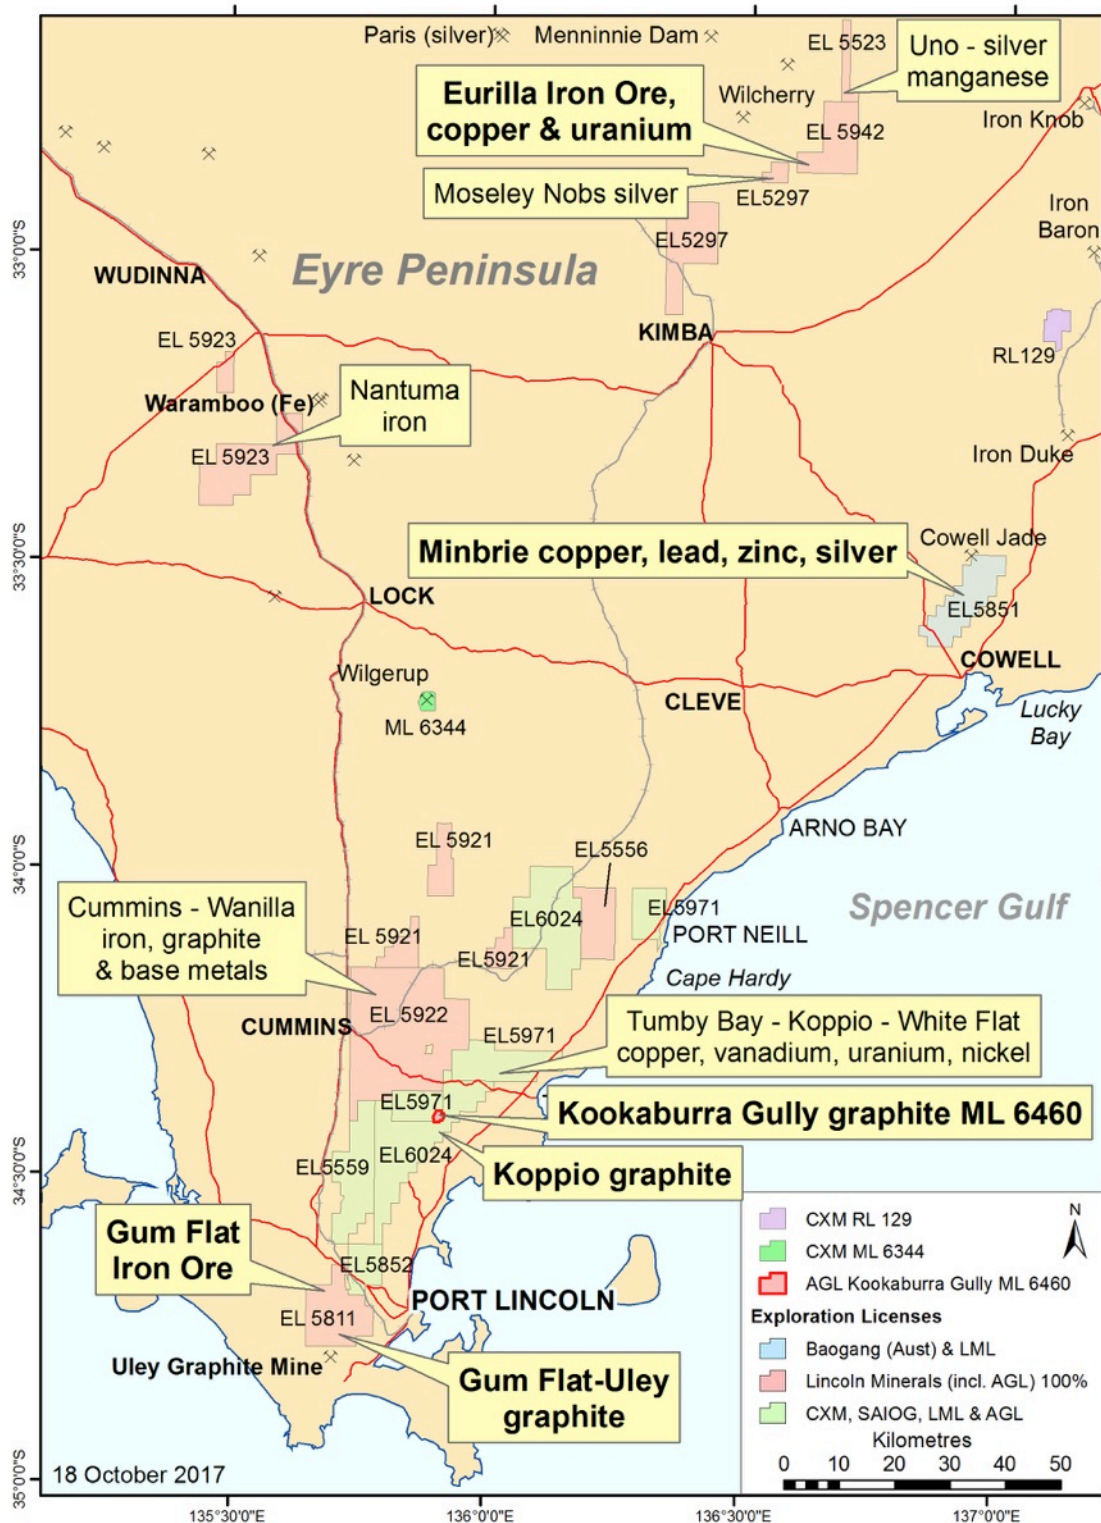 Paris (silver)
Menninnie Dam
EL 5523
Uno - silver
manganese
Eurilla Iron Ore,
copper & uranium
Wilcherry
EL 5942
Iron Knob
Moseley Nobs silver
EL5297
Iron
Baron
EL5297
33°0'0"S
WUDINNA
Eyre Peninsula
KIMBA
RL129
EL 5923
Waramboo (Fe)
Nantuma
iron
EL 5923
Iron Duke
33°30'0"S
Minbrie copper, lead, zinc, silver
Cowell Jade
EL5851
LOCK
COWELL
Wilgerup
CLEVE
ML 6344
Lucky
Bay
ARNO BAY
EL 5921
EL5556
34°0'0"S
Cummins - Wanilla
iron, graphite
& base metals
EL6024
EL5971
Spencer Gulf
EL 5921
EL5921
PORT NEILL
Cape Hardy
EL 5922
CUMMINS
EL5971
Tumby Bay - Koppio - White Flat
copper, vanadium, uranium, nickel
EL5971
Kookaburra Gully graphite ML 6460
EL6024
EL5559
Koppio graphite
34°30'0"S
Gum Flat
Iron Ore
EL5852
PORT LINCOLN
EL 5811
Uley Graphite Mine
Gum Flat-Uley
graphite
N
CXM RL 129
CXM ML 6344
AGL Kookaburra Gully ML 6460
Exploration Licenses
Baogang (Aust) & LML
Lincoln Minerals (incl. AGL) 100%
CXM, SAIOG, LML & AGL
Kilometres
0 10 20 30 40 50
18 October 2017
35°0'0"S
135°30'0"E
136°0'0"E
136°30'0"E
137°0'0"E